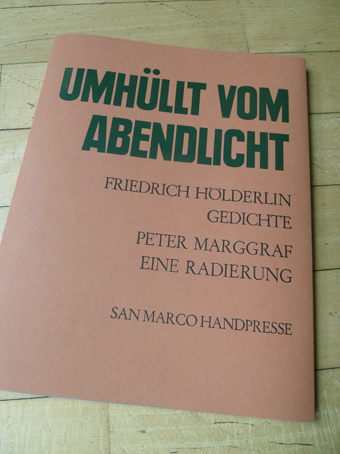 UMHÜLLT VOM
ABENDLICHT
FRIEDRICH HÖLDERLIN
GEDICHTE
PETER MARGGRAF
EINE RADIERUNG
SAN MARCO HANDPRESSE